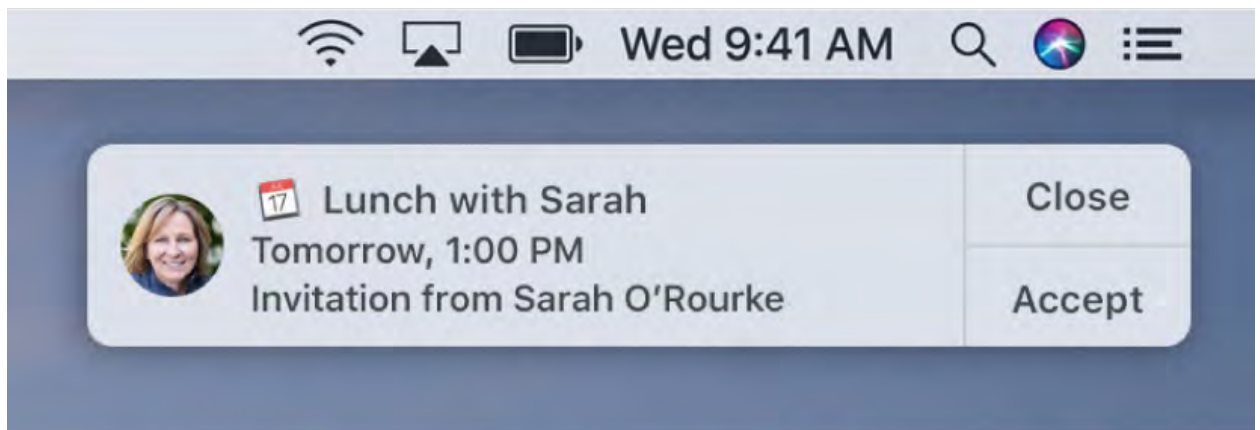 Wed 9:41 AM
17 Lunch with Sarah
Tomorrow, 1:00 PM
Invitation from Sarah O’Rourke
Close
Accept